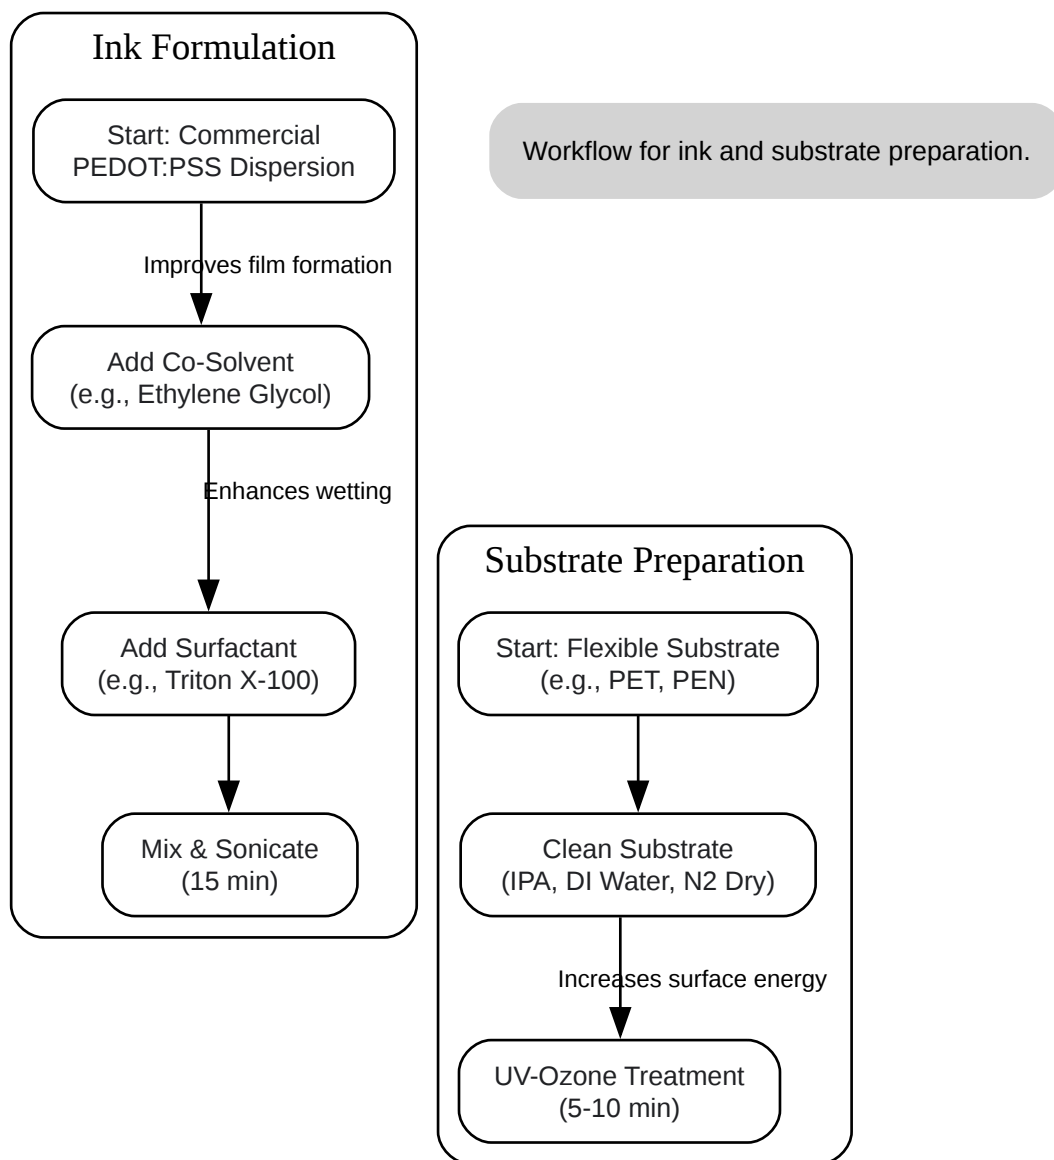 Ink Formulation
Start: Commercial
PEDOT:PSS Dispersion
Improves film formation
Add Co-Solvent
(e.g., Ethylene Glycol)
Enhances wetting
Add Surfactant
(e.g., Triton X-100)
Mix & Sonicate
(15 min)
Workflow for ink and substrate preparation.
Substrate Preparation
Start: Flexible Substrate
(e.g., PET, PEN)
Clean Substrate
(IPA, DI Water, N2 Dry)
Increases surface energy
UV-Ozone Treatment
(5-10 min)